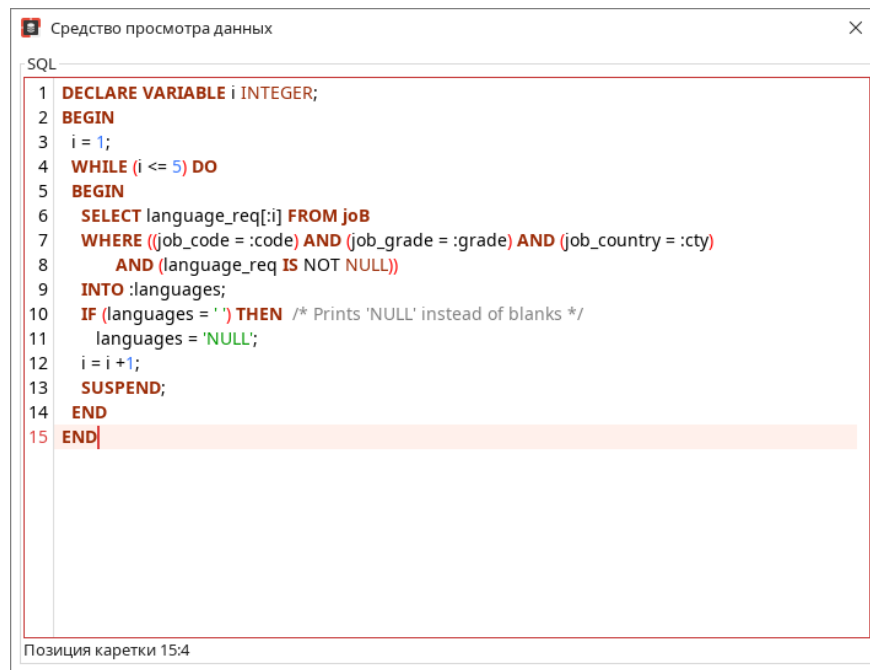 Средство просмотра данных
SQL
1 DECLARE VARIABLE i INTEGER;
2 BEGIN
3 i = 1;
4 WHILE (i <= 5) DO
5 BEGIN
6 SELECT language_req[:i] FROM joB
7 WHERE ((job_code = :code) AND (job_grade = :grade) AND (job_country = :cty)
8 AND (language_req IS NOT NULL))
9 INTO :languages;
10 IF (languages = ' ') THEN /* Prints 'NULL' instead of blanks */
11 languages = 'NULL';
12 i = i +1;
13 SUSPEND;
14 END
15 END
Позиция каретки 15:4